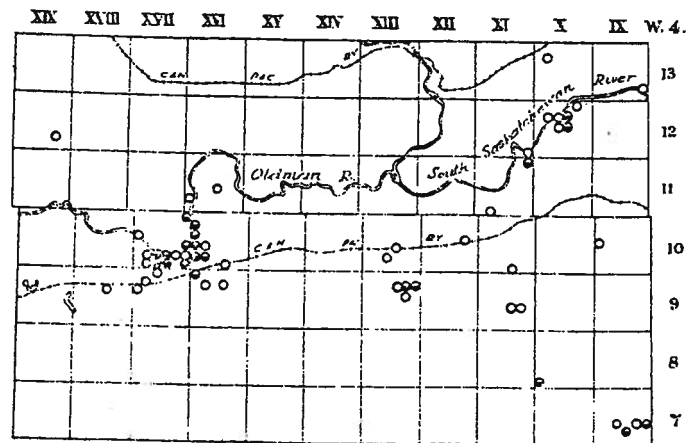 XIX XVIII XVII XVI XV XIV XIII XII XI X IX W. 4.
13
CAN PAC RY
Saskatchewan River
12
Oldman R. South
11
CAN PAC RY
10
9
8
7